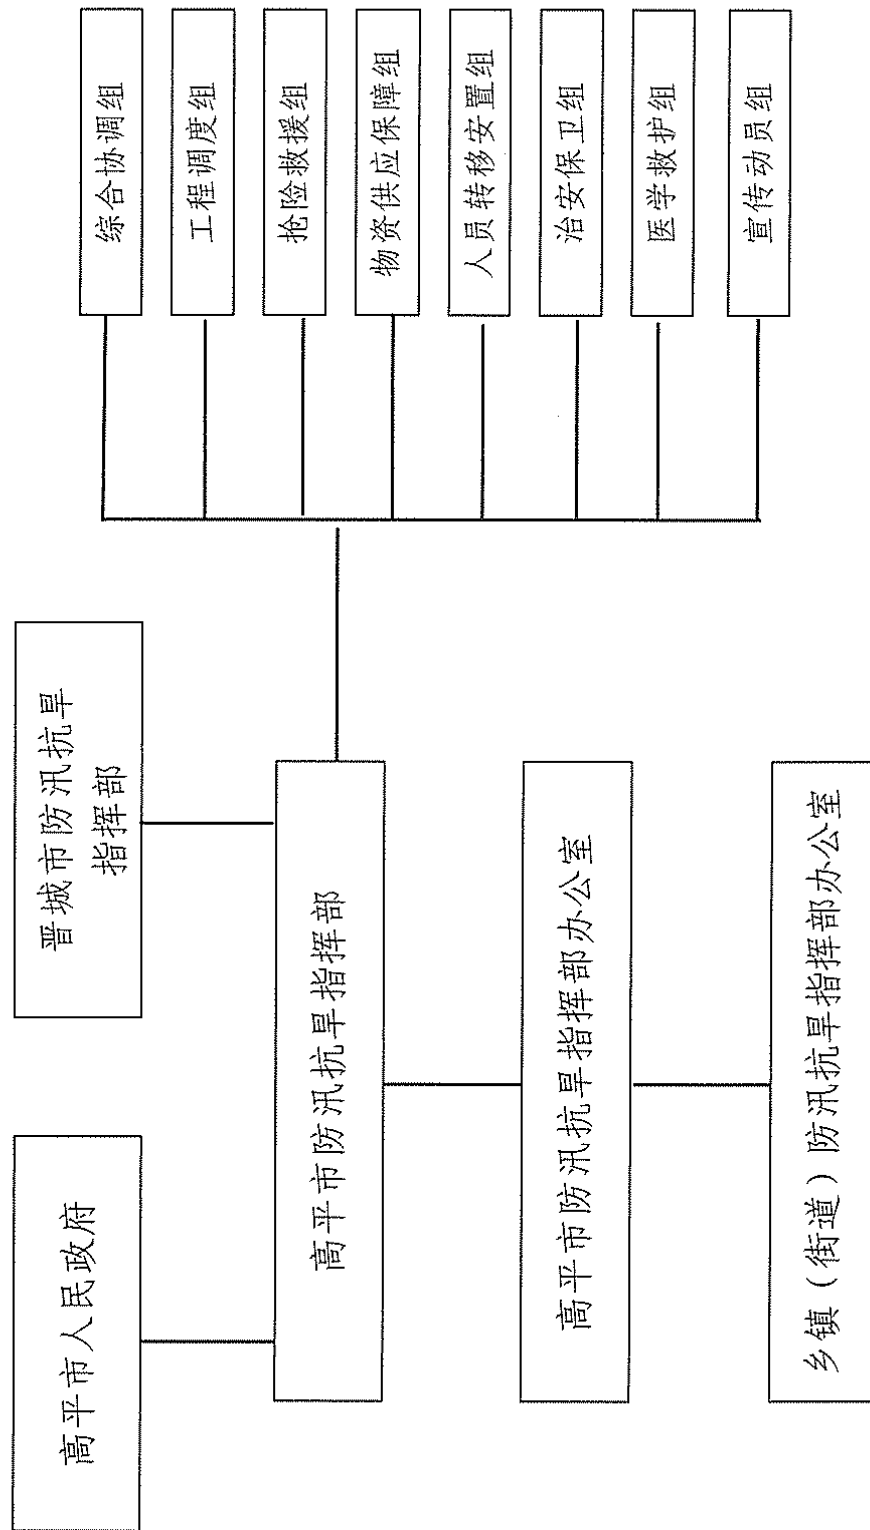 高平市人民政府
晋城市防汛抗旱
指挥部
高平市防汛抗旱指挥部
高平市防汛抗旱指挥部办公室
乡镇（街道）防汛抗旱指挥部办公室
综合协调组
工程调度组
抢险救援组
物资供应保障组
人员转移安置组
治安保卫组
医学救护组
宣传动员组